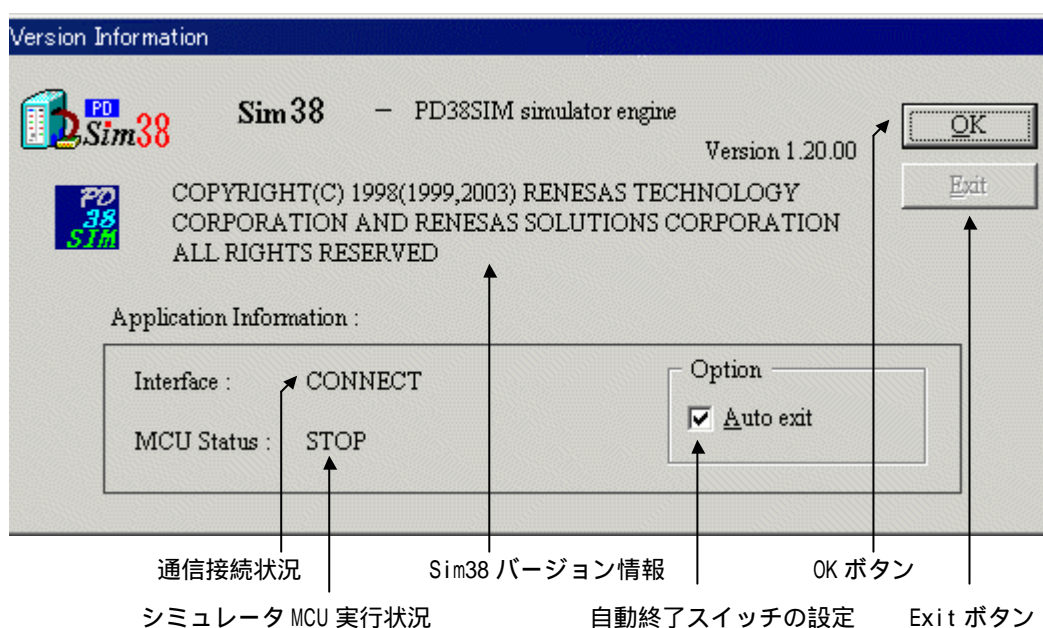 Version Information
PD
Sim38
Sim38 – PD38SIM simulator engine
Version 1.20.00
OK
Exit
PD
38
SIM
COPYRIGHT(C) 1998(1999,2003) RENESAS TECHNOLOGY
CORPORATION AND RENESAS SOLUTIONS CORPORATION
ALL RIGHTS RESERVED
Application Information :
Interface : CONNECT
MCU Status : STOP
Option
Auto exit
通信接続状況
Sim38 バージョン情報
OK ボタン
シミュレータ MCU 実行状況
自動終了スイッチの設定
Exit ボタン